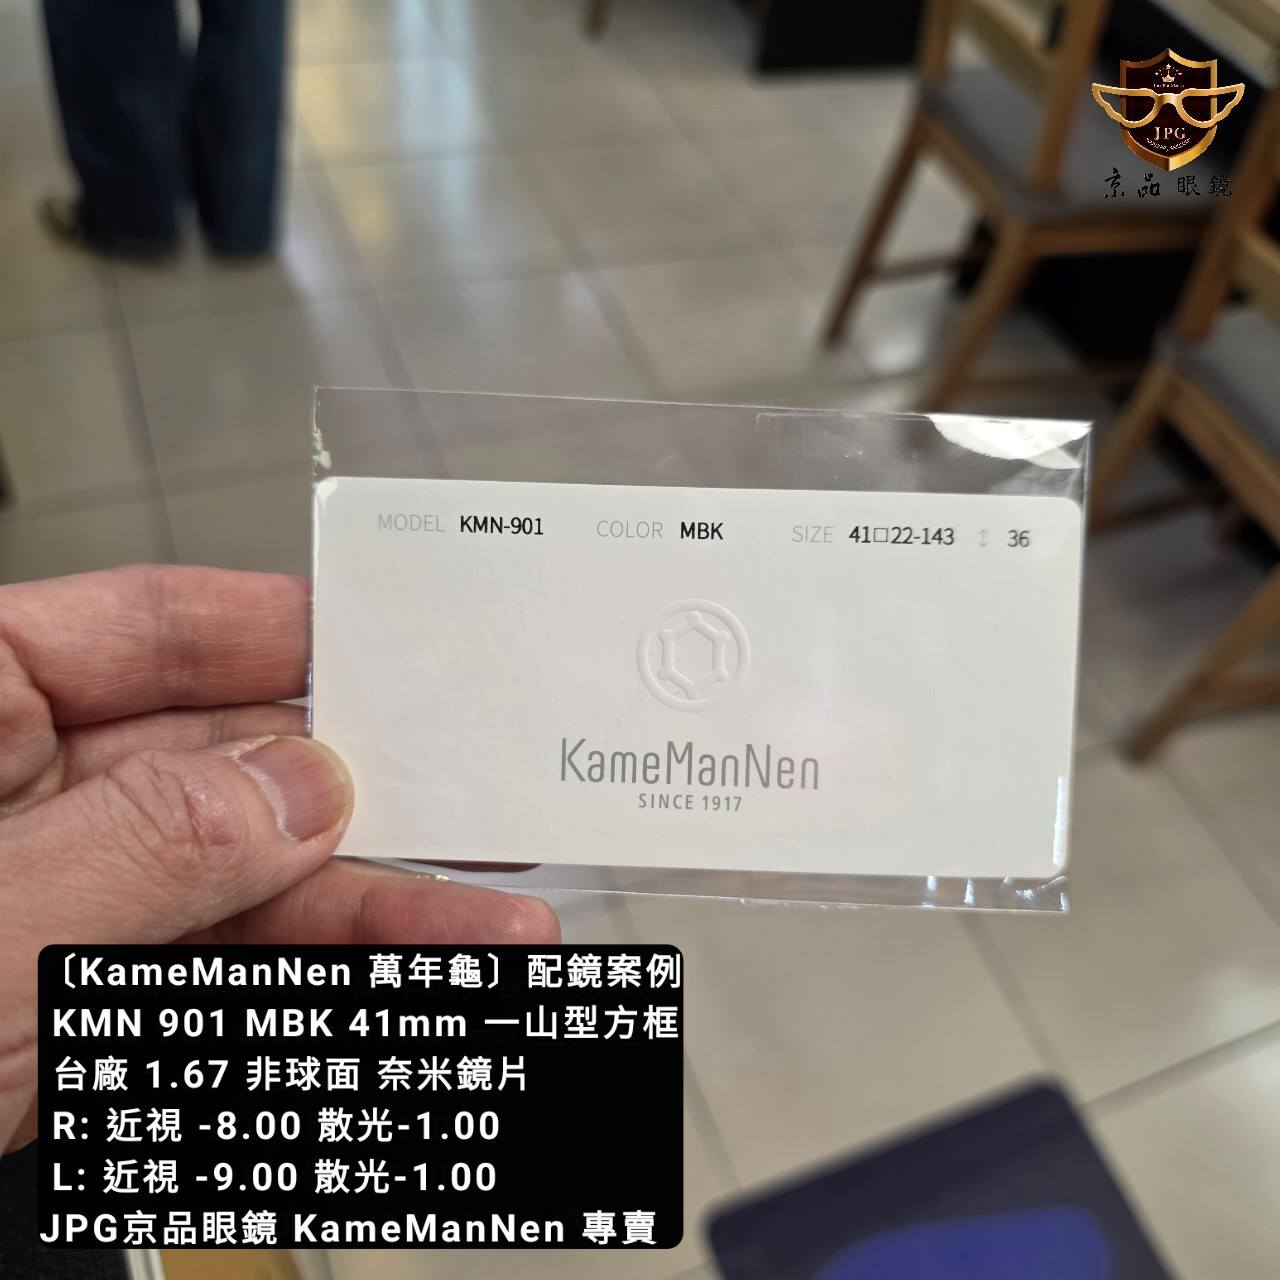 JPG
京品 眼鏡
MODEL KMN-901 COLOR MBK SIZE 41□22-143 ↕ 36
KameManNen
SINCE 1917
〔KameManNen 萬年龜〕配鏡案例
KMN 901 MBK 41mm 一山型方框
台廠 1.67 非球面 奈米鏡片
R: 近視 -8.00 散光-1.00
L: 近視 -9.00 散光-1.00
JPG京品眼鏡 KameManNen 專賣